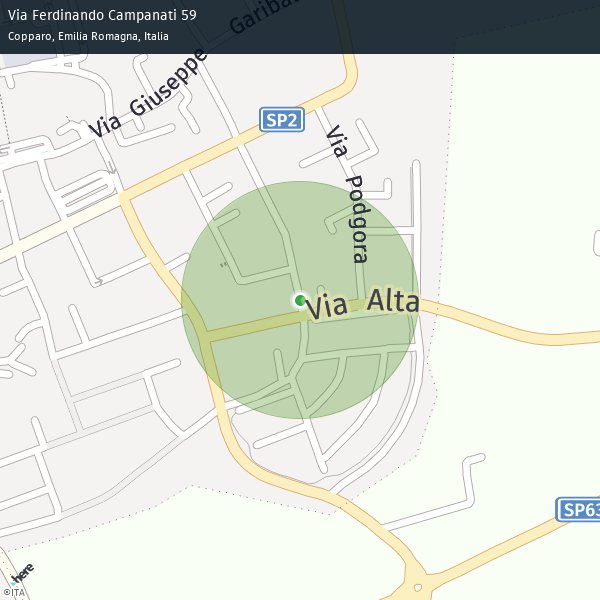 Via Ferdinando Campanati 59
Copparo, Emilia Romagna, Italia
Via Giuseppe Garibal
SP2
Via Podgora
Via Alta
SP63
here
©ITA